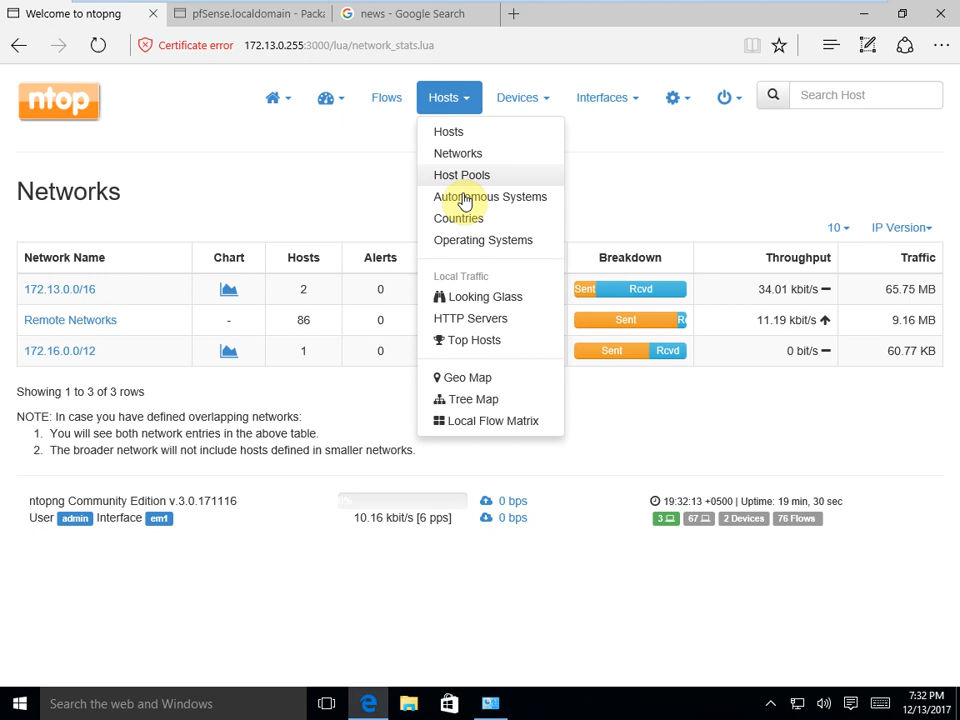 Welcome to ntopng
pfSense.localdomain - Packa
news - Google Search
Certificate error
172.13.0.255:3000/lua/network_stats.lua
ntop
Flows
Hosts
Devices
Interfaces
Search Host
Hosts
Networks
Host Pools
Autonomous Systems
Countries
Operating Systems
Local Traffic
Looking Glass
HTTP Servers
Top Hosts
Geo Map
Tree Map
Local Flow Matrix
Networks
10
IP Version
Network Name Chart Hosts Alerts Breakdown Throughput Traffic
172.13.0.0/16 2 0 Sent Rcvd 34.01 kbit/s 65.75 MB
Remote Networks - 86 0 Sent R 11.19 kbit/s 9.16 MB
172.16.0.0/12 1 0 Sent Rcvd 0 bit/s 60.77 KB
Showing 1 to 3 of 3 rows
NOTE: In case you have defined overlapping networks:
1. You will see both network entries in the above table.
2. The broader network will not include hosts defined in smaller networks.
ntopng Community Edition v.3.0.171116
User admin Interface em1
10.16 kbit/s [6 pps]
0 bps
0 bps
19:32:13 +0500 | Uptime: 19 min, 30 sec
3 67 2 Devices 76 Flows
Search the web and Windows
7:32 PM
12/13/2017